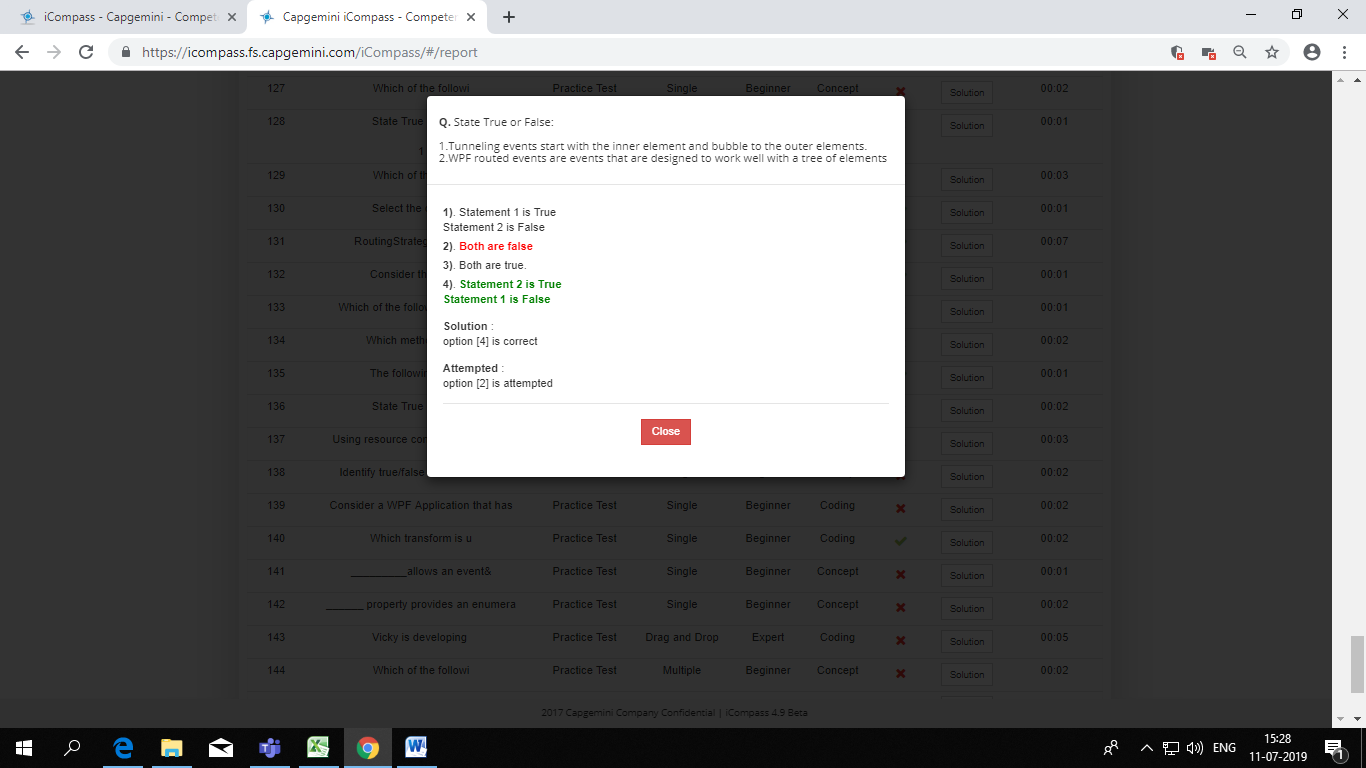 iCompass - Capgemini - Compet
Capgemini iCompass - Competen
https://icompass.fs.capgemini.com/iCompass/#/report
127 Which of the followi Practice Test Single Beginner Concept Solution 00:02
128 State True Solution 00:01
Q. State True or False:
1.Tunneling events start with the inner element and bubble to the outer elements.
2.WPF routed events are events that are designed to work well with a tree of elements
129 Which of th Solution 00:03
130 Select the Solution 00:01
131 RoutingStrateg Solution 00:07
132 Consider th Solution 00:01
133 Which of the follo Solution 00:01
134 Which meth Solution 00:02
135 The followin Solution 00:01
136 State True Solution 00:02
137 Using resource con Solution 00:03
138 Identify true/false Solution 00:02
1). Statement 1 is True
Statement 2 is False
2). Both are false
3). Both are true.
4). Statement 2 is True
Statement 1 is False
Solution :
option [4] is correct
Attempted :
option [2] is attempted
Close
139 Consider a WPF Application that has Practice Test Single Beginner Coding Solution 00:02
140 Which transform is u Practice Test Single Beginner Coding Solution 00:02
141 __________allows an event& Practice Test Single Beginner Concept Solution 00:01
142 _______ property provides an enumera Practice Test Single Beginner Concept Solution 00:02
143 Vicky is developing Practice Test Drag and Drop Expert Coding Solution 00:05
144 Which of the followi Practice Test Multiple Beginner Concept Solution 00:02
2017 Capgemini Company Confidential | iCompass 4.9 Beta
ENG
15:28
11-07-2019
1